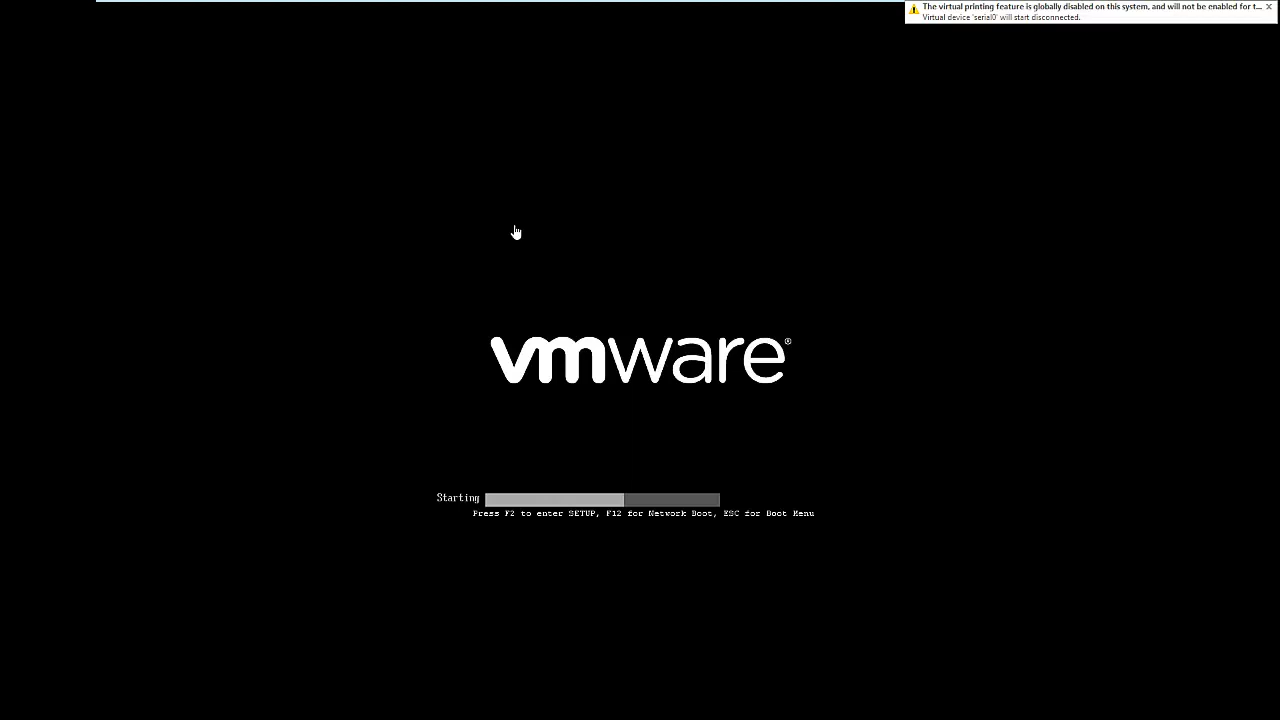 The virtual printing feature is globally disabled on this system, and will not be enabled for t...
Virtual device 'serial0' will start disconnected.
vmware®
Starting
Press F2 to enter SETUP, F12 for Network Boot, ESC for Boot Menu